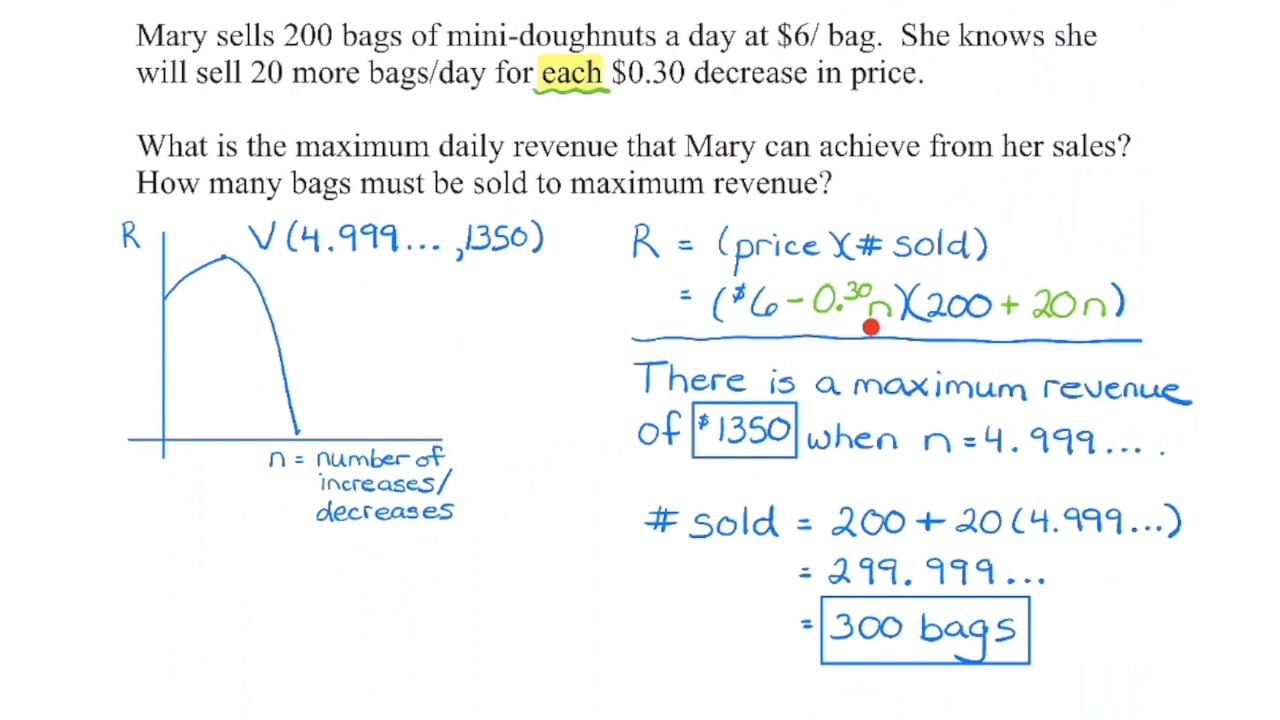 Mary sells 200 bags of mini-doughnuts a day at $6/ bag.  She knows she
will sell 20 more bags/day for each $0.30 decrease in price.
What is the maximum daily revenue that Mary can achieve from her sales?
How many bags must be sold to maximum revenue?
R
V (4.999... ,1350)
n = number of
increases/
decreases
R = (price)(# sold)
= ($6 - 0.30n)(200 + 20n)
There is a maximum revenue
of $1350 when n = 4.999... .
# sold = 200 + 20(4.999...)
= 299.999...
= 300 bags